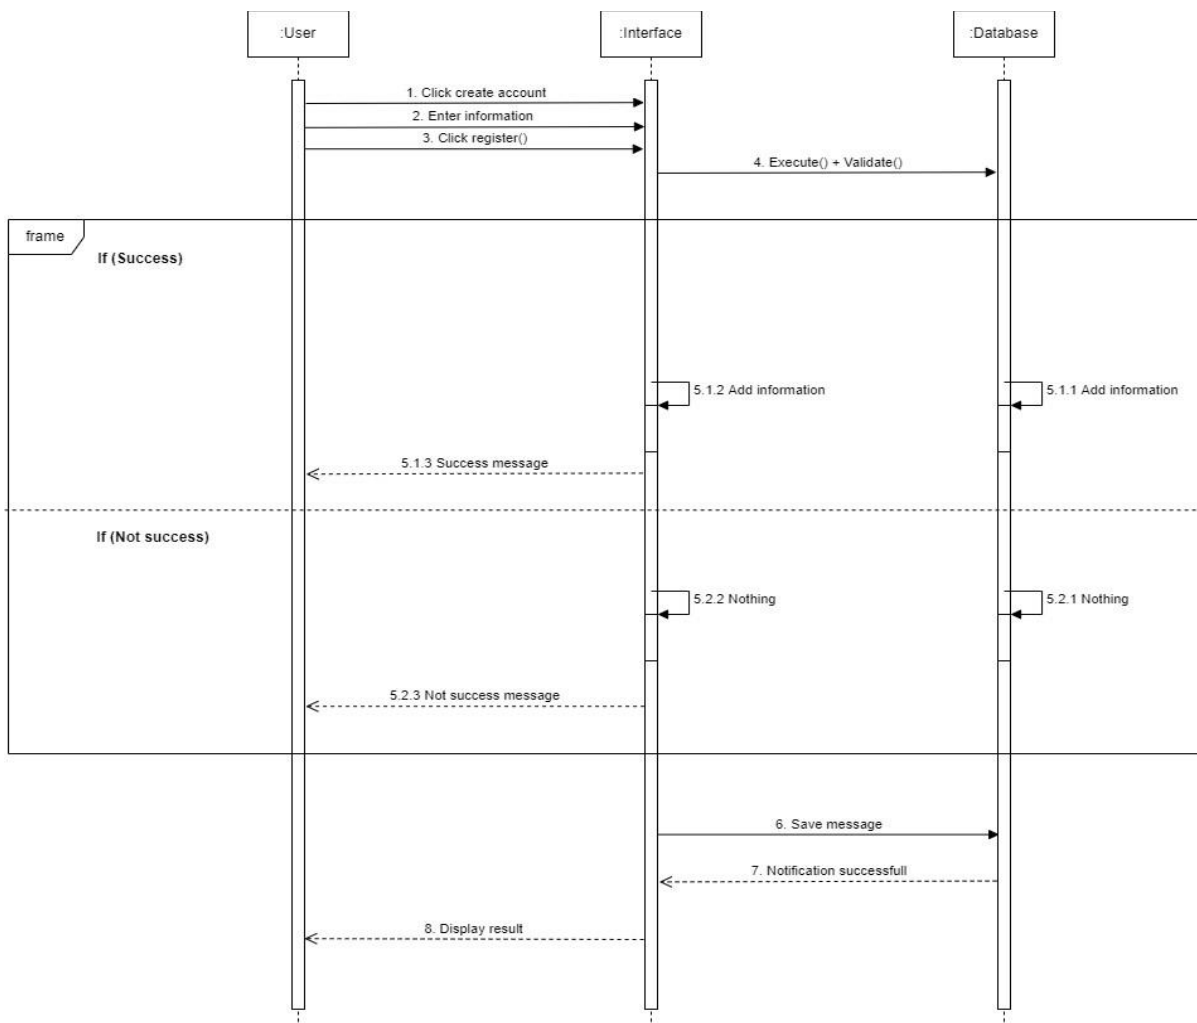 :User
:Interface
:Database
1. Click create account
2. Enter information
3. Click register()
4. Execute() + Validate()
frame
If (Success)
5.1.2 Add information
5.1.1 Add information
5.1.3 Success message
If (Not success)
5.2.2 Nothing
5.2.1 Nothing
5.2.3 Not success message
6. Save message
7. Notification successfull
8. Display result